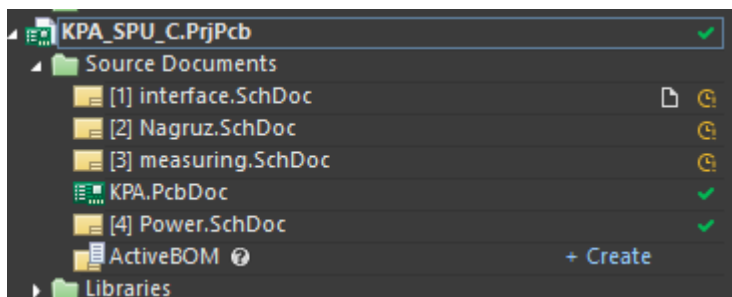 KPA_SPU_C.PrjPcb
Source Documents
[1] interface.SchDoc
[2] Nagruz.SchDoc
[3] measuring.SchDoc
KPA.PcbDoc
[4] Power.SchDoc
ActiveBOM ? + Create
Libraries